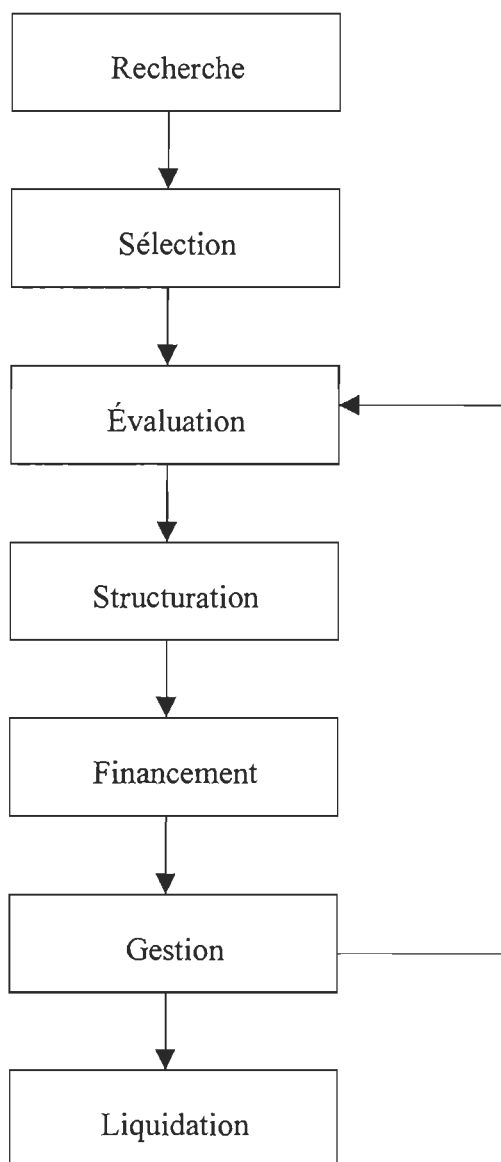 Recherche
Sélection
Évaluation
Structuration
Financement
Gestion
Liquidation